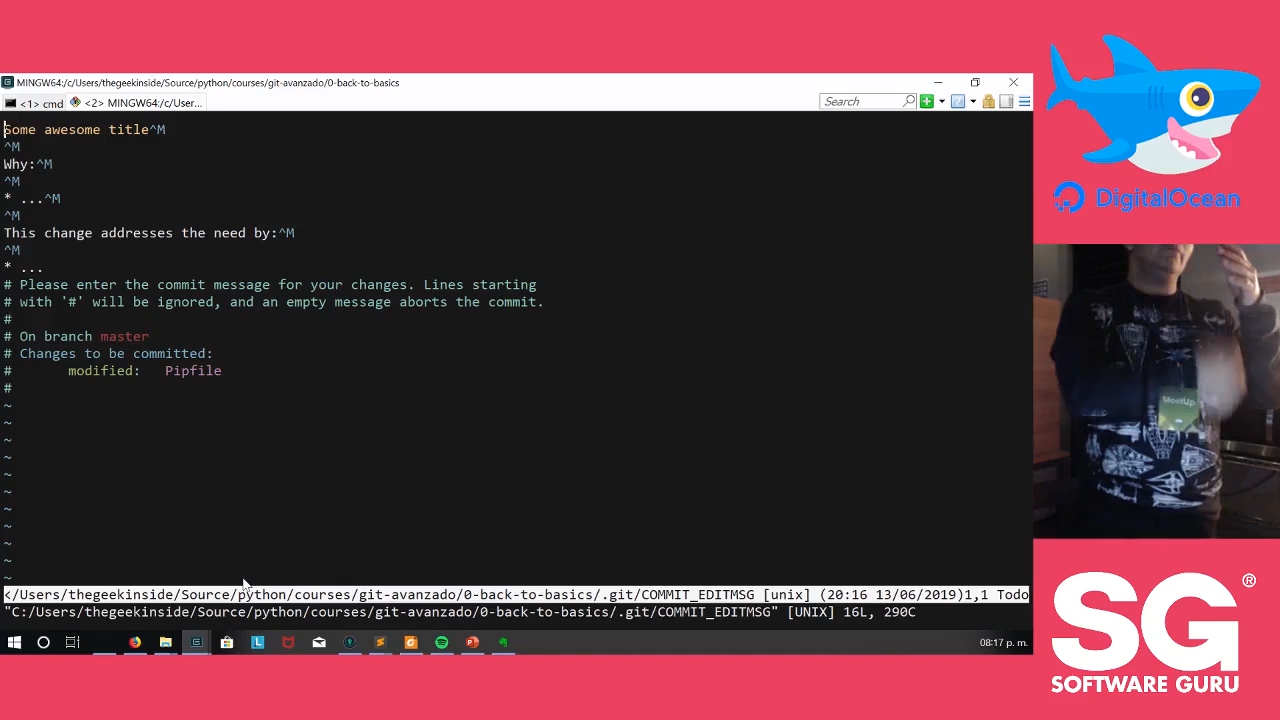 MINGW64:/c/Users/thegeekinside/Source/python/courses/git-avanzado/0-back-to-basics
<1> cmd
<2> MINGW64:/c/User...
Search
Some awesome title^M
^M
Why:^M
^M
* ...^M
^M
This change addresses the need by:^M
^M
* ...
# Please enter the commit message for your changes. Lines starting
# with '#' will be ignored, and an empty message aborts the commit.
#
# On branch master
# Changes to be committed:
#       modified:   Pipfile
#
~
~
~
~
~
~
~
~
~
~
~
</Users/thegeekinside/Source/python/courses/git-avanzado/0-back-to-basics/.git/COMMIT_EDITMSG [unix] (20:16 13/06/2019)1,1 Todo
"C:/Users/thegeekinside/Source/python/courses/git-avanzado/0-back-to-basics/.git/COMMIT_EDITMSG" [UNIX] 16L, 290C
08:17 p. m.
DigitalOcean
MeetUp
SG®
SOFTWARE GURU